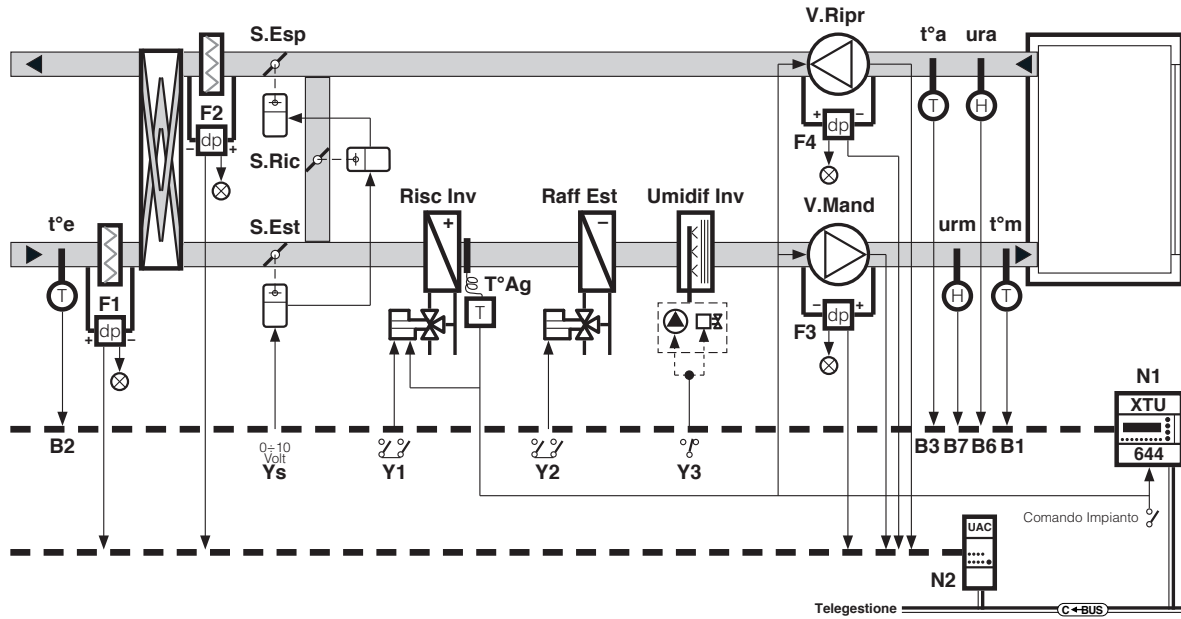 V.Ripr
S.Esp
t°a
ura
T
H
F2
dp
− +
+ −
dp
F4
S.Ric
Risc Inv
Raff Est
Umidif Inv
V.Mand
t°e
S.Est
urm
t°m
+
−
T°Ag
T
T
H
T
F1
dp
+ −
− +
dp
F3
N1
XTU
644
B2
0÷10
Volt
Ys
Y1
Y2
Y3
B3
B7
B6
B1
Comando Impianto
UAC
N2
Telegestione
C BUS